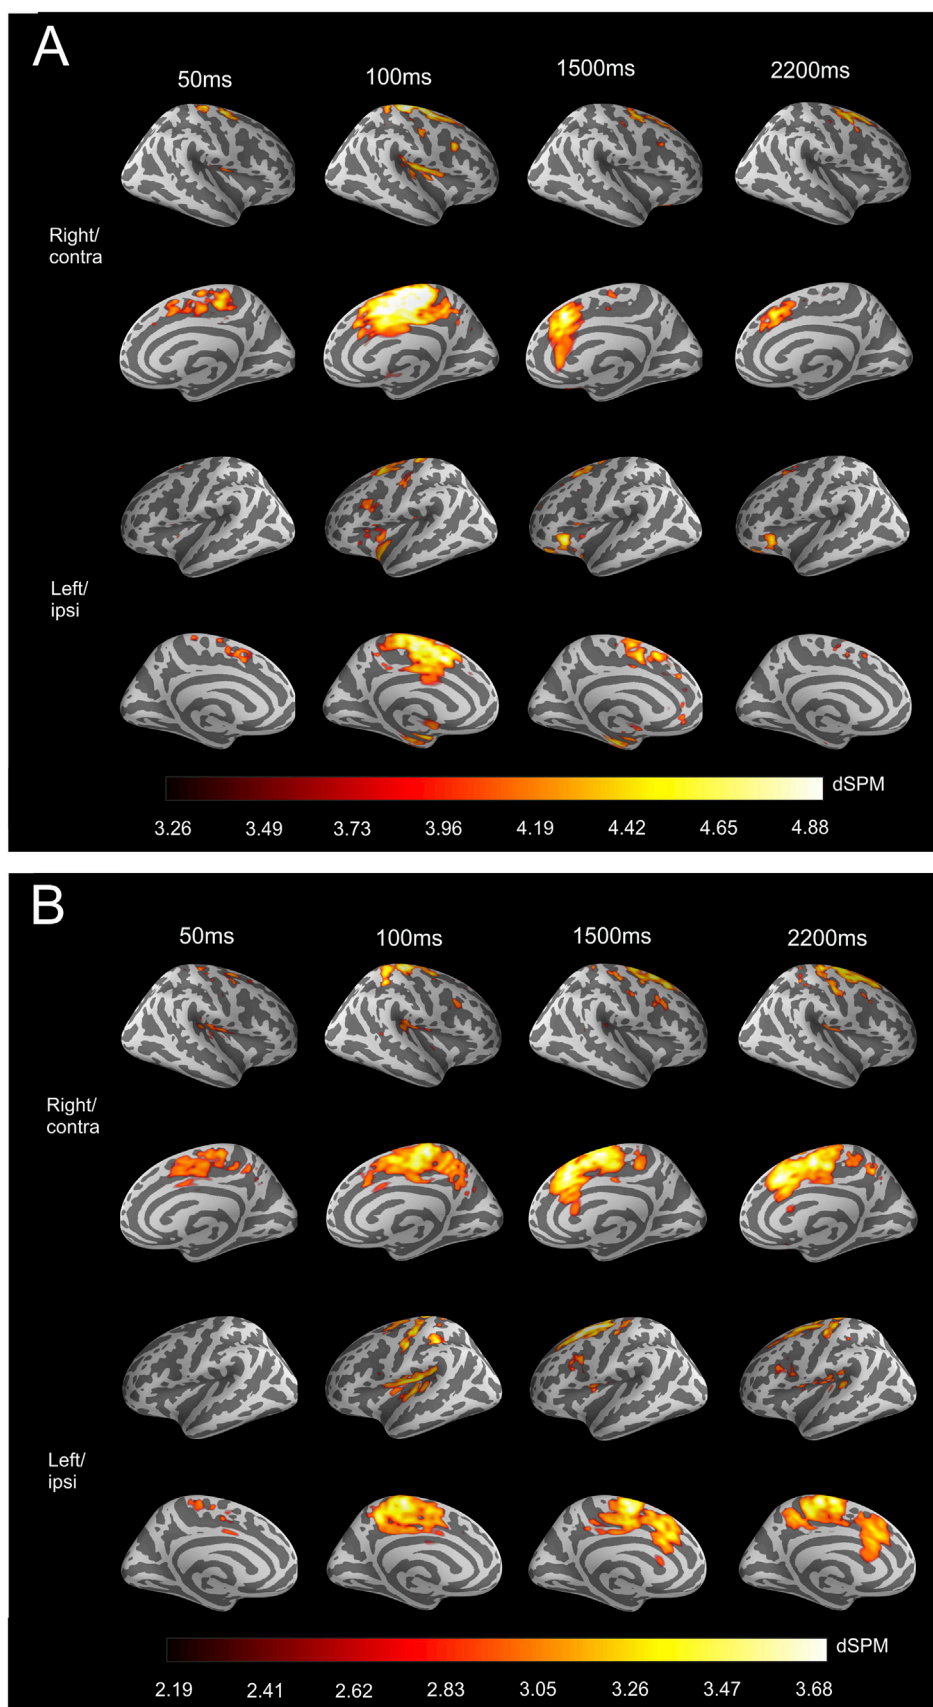 A
50ms 100ms 1500ms 2200ms
Right/
contra
Left/
ipsi
dSPM
3.26 3.49 3.73 3.96 4.19 4.42 4.65 4.88
B
50ms 100ms 1500ms 2200ms
Right/
contra
Left/
ipsi
dSPM
2.19 2.41 2.62 2.83 3.05 3.26 3.47 3.68